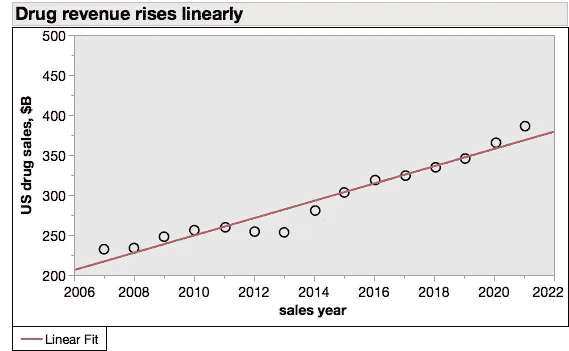 Drug revenue rises linearly
500
450
400
350
300
250
200
US drug sales, $B
2006 2008 2010 2012 2014 2016 2018 2020 2022
sales year
Linear Fit